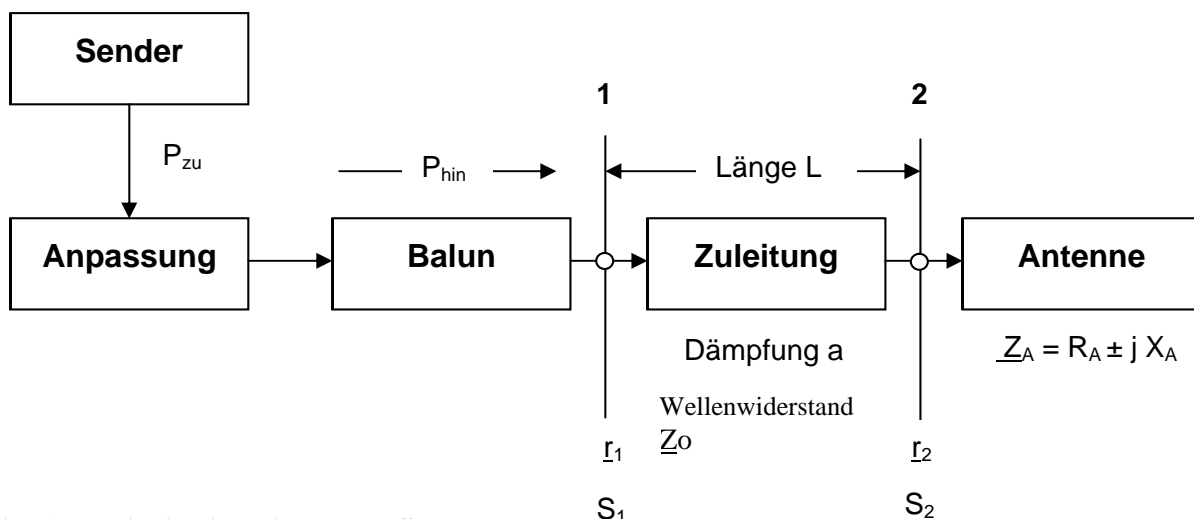 Sender
1
2
P_zu
P_hin
Länge L
Anpassung
Balun
Zuleitung
Antenne
Dämpfung a
Z_A = R_A ± j X_A
Wellenwiderstand
Zo
r_1
r_2
S_1
S_2